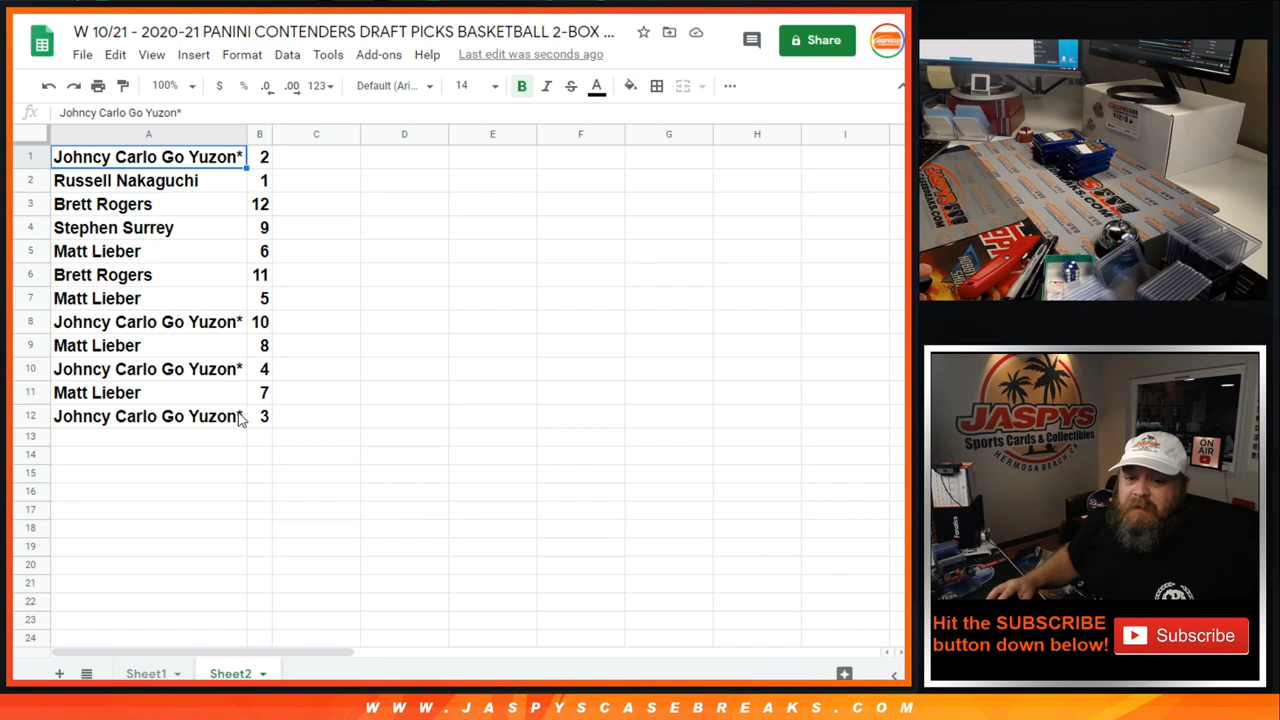 W 10/21 - 2020-21 PANINI CONTENDERS DRAFT PICKS BASKETBALL 2-BOX ...
File Edit View Insert Format Data Tools Add-ons Help Last edit was seconds ago
Share
100% $ % .0 .00 123 Default (Ari... 14 B I S A
fx Johncy Carlo Go Yuzon*
A B C D E F G H I
1 Johncy Carlo Go Yuzon* 2
2 Russell Nakaguchi 1
3 Brett Rogers 12
4 Stephen Surrey 9
5 Matt Lieber 6
6 Brett Rogers 11
7 Matt Lieber 5
8 Johncy Carlo Go Yuzon* 10
9 Matt Lieber 8
10 Johncy Carlo Go Yuzon* 4
11 Matt Lieber 7
12 Johncy Carlo Go Yuzon* 3
13
14
15
16
17
18
19
20
21
22
23
24
Sheet1 Sheet2
JASPYS
Sports Cards & Collectibles
HERMOSA BEACH, CA
ON AIR
Fanatics
Hit the SUBSCRIBE
button down below!
Subscribe
WWW.JASPYSCASEBREAKS.COM